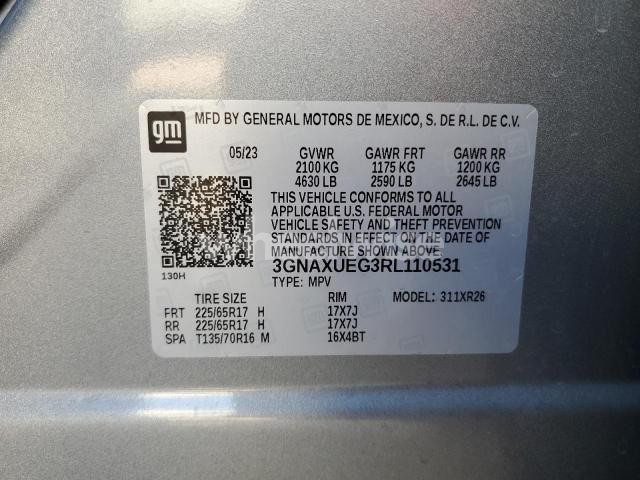 gm
MFD BY GENERAL MOTORS DE MEXICO, S. DE R.L. DE C.V.
05/23 GVWR GAWR FRT GAWR RR
2100 KG 1175 KG 1200 KG
4630 LB 2590 LB 2645 LB
THIS VEHICLE CONFORMS TO ALL
APPLICABLE U.S. FEDERAL MOTOR
VEHICLE SAFETY AND THEFT PREVENTION
STANDARDS IN EFFECT ON THE DATE OF
MANUFACTURE SHOWN ABOVE
3GNAXUEG3RL110531
130H
TYPE: MPV
TIRE SIZE RIM MODEL: 311XR26
FRT 225/65R17 H 17X7J
RR 225/65R17 H 17X7J
SPA T135/70R16 M 16X4BT